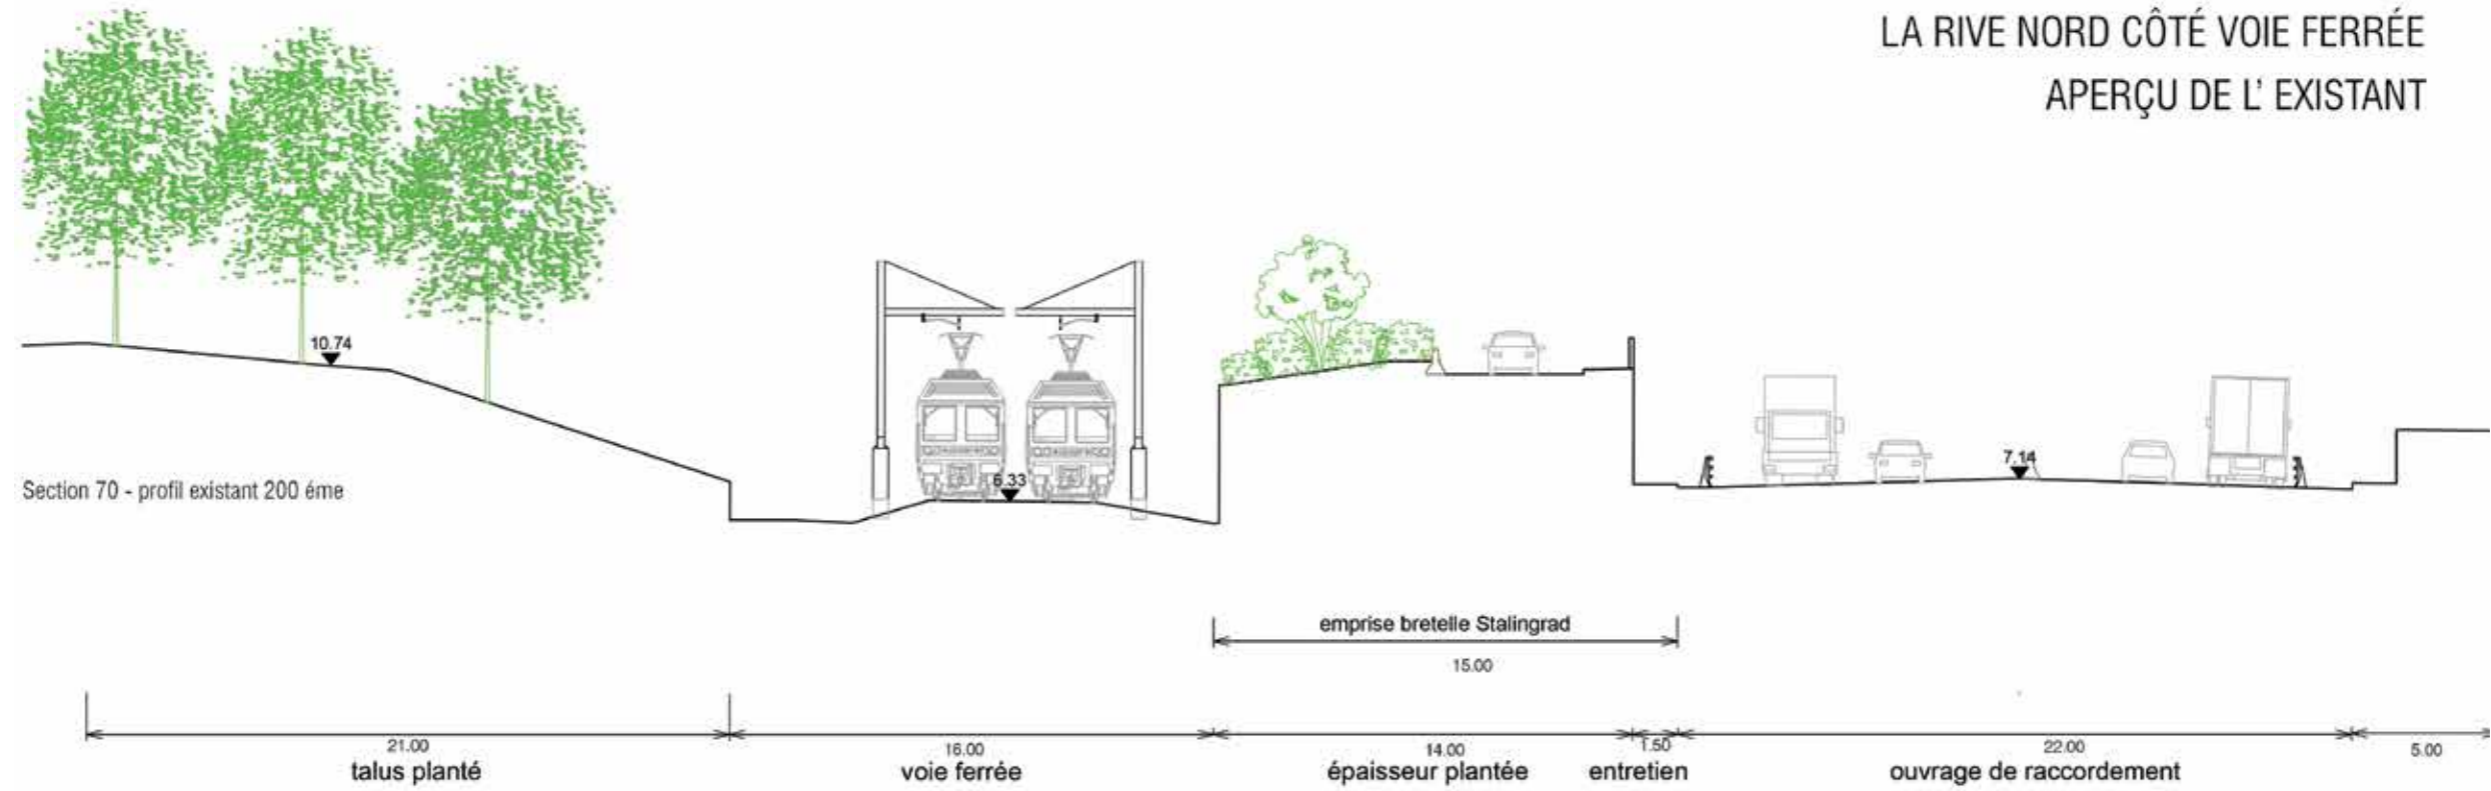 LA RIVE NORD CÔTÉ VOIE FERRÉE
APERÇU DE L' EXISTANT
10.74
Section 70 - profil existant 200 éme
6.33
7.14
emprise bretelle Stalingrad
15.00
21.00 16.00 14.00 1.50 22.00 5.00
talus planté voie ferrée épaisseur plantée entretien ouvrage de raccordement